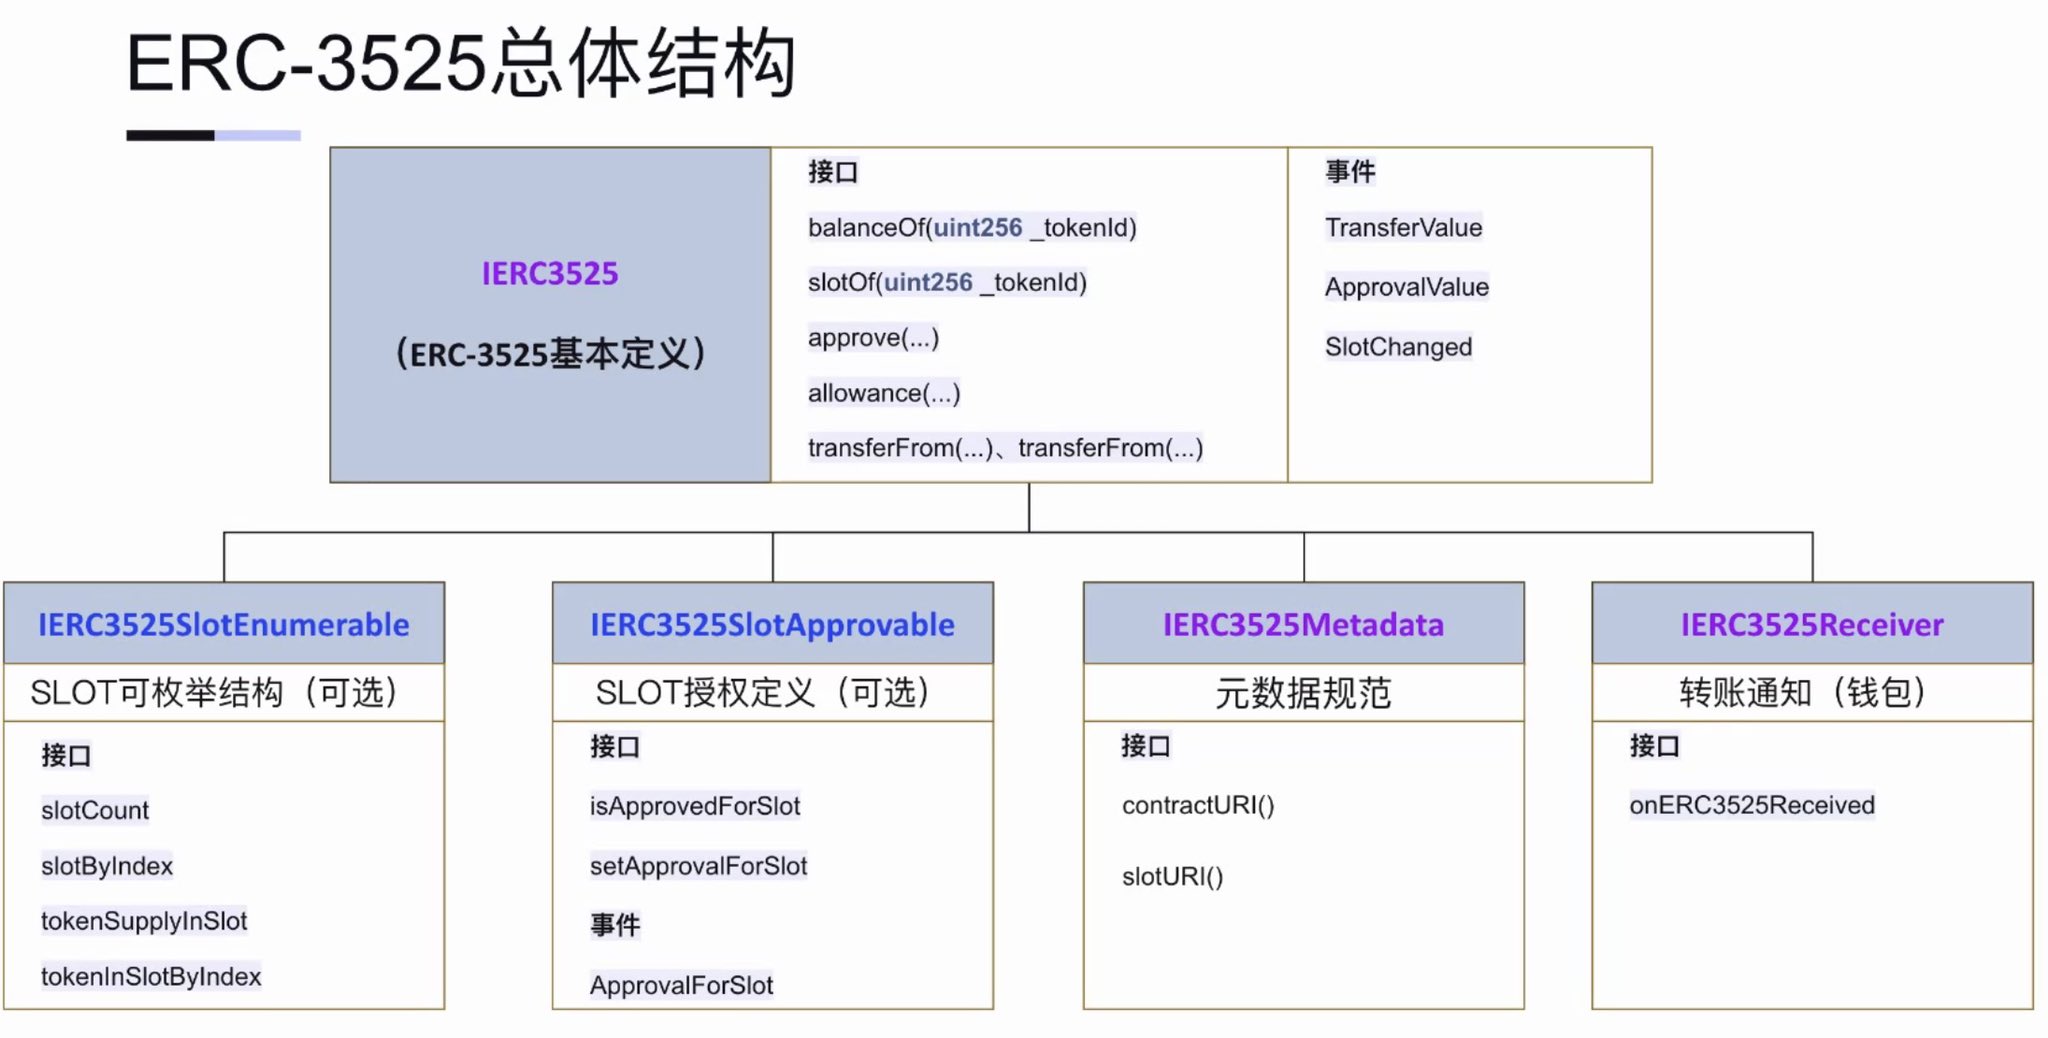 ERC-3525总体结构
IERC3525
（ERC-3525基本定义）
接口
balanceOf(uint256 _tokenId)
slotOf(uint256 _tokenId)
approve(...)
allowance(...)
transferFrom(...)、transferFrom(...)
事件
TransferValue
ApprovalValue
SlotChanged
IERC3525SlotEnumerable
SLOT可枚举结构（可选）
接口
slotCount
slotByIndex
tokenSupplyInSlot
tokenInSlotByIndex
IERC3525SlotApprovable
SLOT授权定义（可选）
接口
isApprovedForSlot
setApprovalForSlot
事件
ApprovalForSlot
IERC3525Metadata
元数据规范
接口
contractURI()
slotURI()
IERC3525Receiver
转账通知（钱包）
接口
onERC3525Received